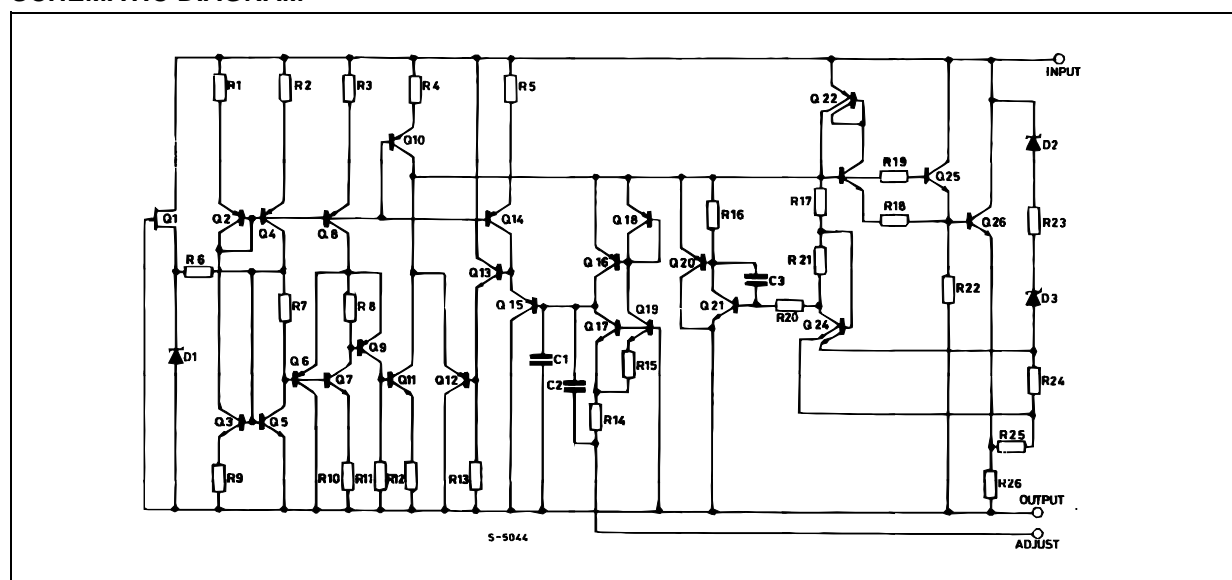 R1
R2
R3
R4
R5
INPUT
Q22
Q10
D2
R19
Q25
Q1
Q2
Q4
Q8
Q14
Q18
R16
R17
R18
Q26
R23
R6
Q13
Q16
Q20
C3
R21
R7
R8
Q15
Q17
Q19
Q21
R20
Q24
R22
D3
D1
Q6
Q7
Q9
Q11
Q12
C1
C2
R15
R24
Q3
Q5
R14
R25
R9
R10
R11
R12
R13
R26
OUTPUT
S-5044
ADJUST